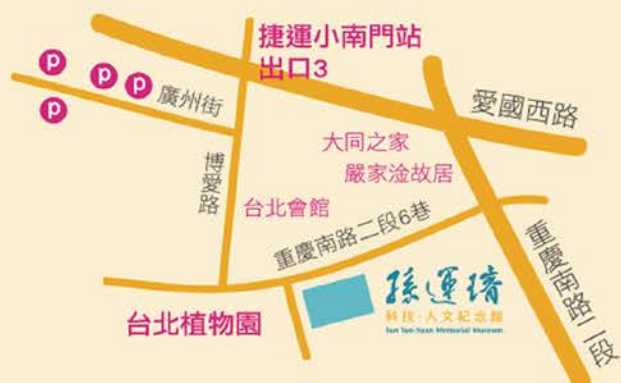 捷運小南門站
出口3
P
P
P
P
廣州街
愛國西路
大同之家
嚴家淦故居
博愛路
台北會館
重慶南路二段6巷
重慶南路二段
孫運璿
科技·人文紀念館
Sun Yun-Suan Memorial Museum
台北植物園